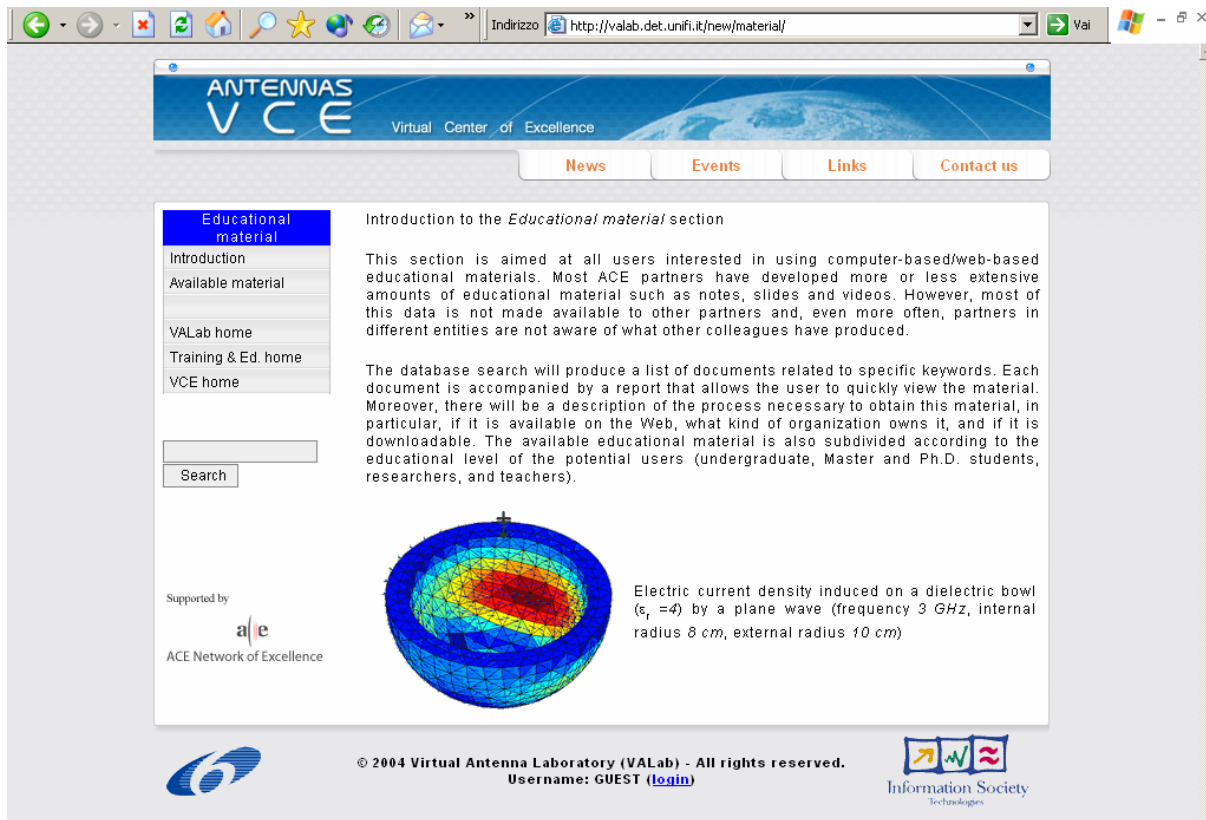 Indirizzo http://valab.det.unifi.it/new/material/ Vai
ANTENNAS
VCE Virtual Center of Excellence
News Events Links Contact us
Educational
material
Introduction
Available material
VALab home
Training & Ed. home
VCE home
Search
Introduction to the Educational material section
This section is aimed at all users interested in using computer-based/web-based
educational materials. Most ACE partners have developed more or less extensive
amounts of educational material such as notes, slides and videos. However, most of
this data is not made available to other partners and, even more often, partners in
different entities are not aware of what other colleagues have produced.
The database search will produce a list of documents related to specific keywords. Each
document is accompanied by a report that allows the user to quickly view the material.
Moreover, there will be a description of the process necessary to obtain this material, in
particular, if it is available on the Web, what kind of organization owns it, and if it is
downloadable. The available educational material is also subdivided according to the
educational level of the potential users (undergraduate, Master and Ph.D. students,
researchers, and teachers).
Electric current density induced on a dielectric bowl
(εr =4) by a plane wave (frequency 3 GHz, internal
radius 8 cm, external radius 10 cm)
Supported by
a((e
ACE Network of Excellence
6
© 2004 Virtual Antenna Laboratory (VALab) - All rights reserved.
Username: GUEST (login)
Information Society
Technologies